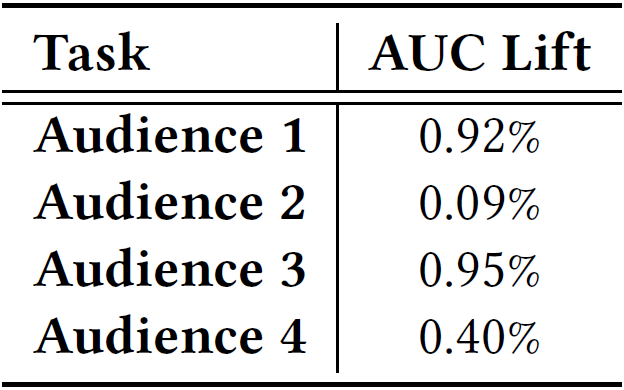 Task AUC Lift
Audience 1 0.92%
Audience 2 0.09%
Audience 3 0.95%
Audience 4 0.40%